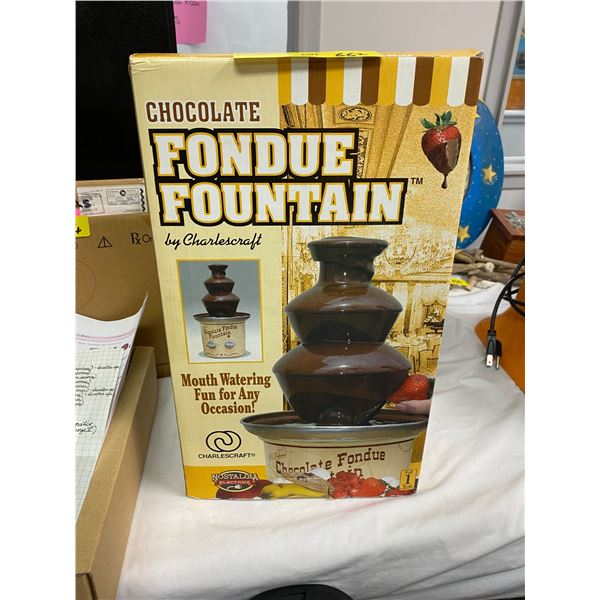 CHOCOLATE
FONDUE
FOUNTAIN™
by Charlescraft
Chocolate Fondue
Fountain
Mouth Watering
Fun for Any
Occasion!
CHARLESCRAFT®
NOSTALGIA
ELECTRICS
Chocolate Fondue
Fountain